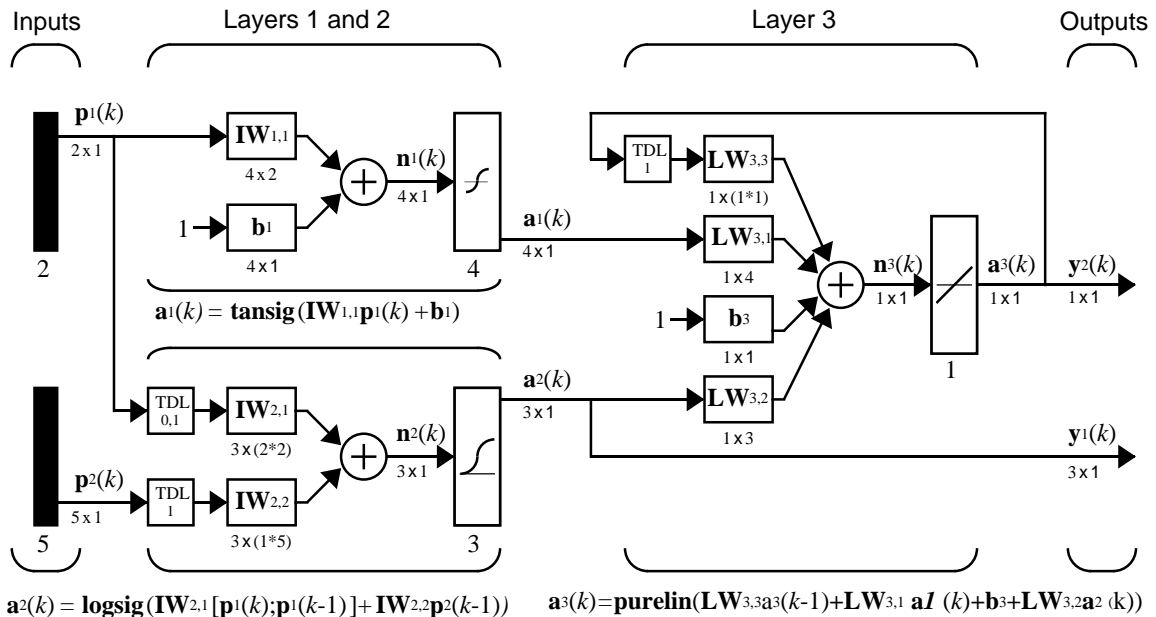 Inputs
Layers 1 and 2
Layer 3
Outputs
p1(k)
2 x 1
2
IW1,1
4 x 2
1
b1
4 x 1
n1(k)
4 x 1
4
a1(k)
4 x 1
a1(k) = tansig (IW1,1p1(k) +b1)
p2(k)
5 x 1
5
TDL
0,1
IW2,1
3 x (2*2)
TDL
1
IW2,2
3 x (1*5)
n2(k)
3 x 1
3
a2(k)
3 x 1
a2(k) = logsig (IW2,1 [p1(k);p1(k-1)]+ IW2,2p2(k-1))
TDL
1
LW3,3
1 x (1*1)
LW3,1
1 x 4
1
b3
1 x 1
LW3,2
1 x 3
n3(k)
1 x 1
1
a3(k)
1 x 1
y2(k)
1 x 1
y1(k)
3 x 1
a3(k)=purelin(LW3,3a3(k-1)+LW3,1 a1 (k)+b3+LW3,2a2 (k))